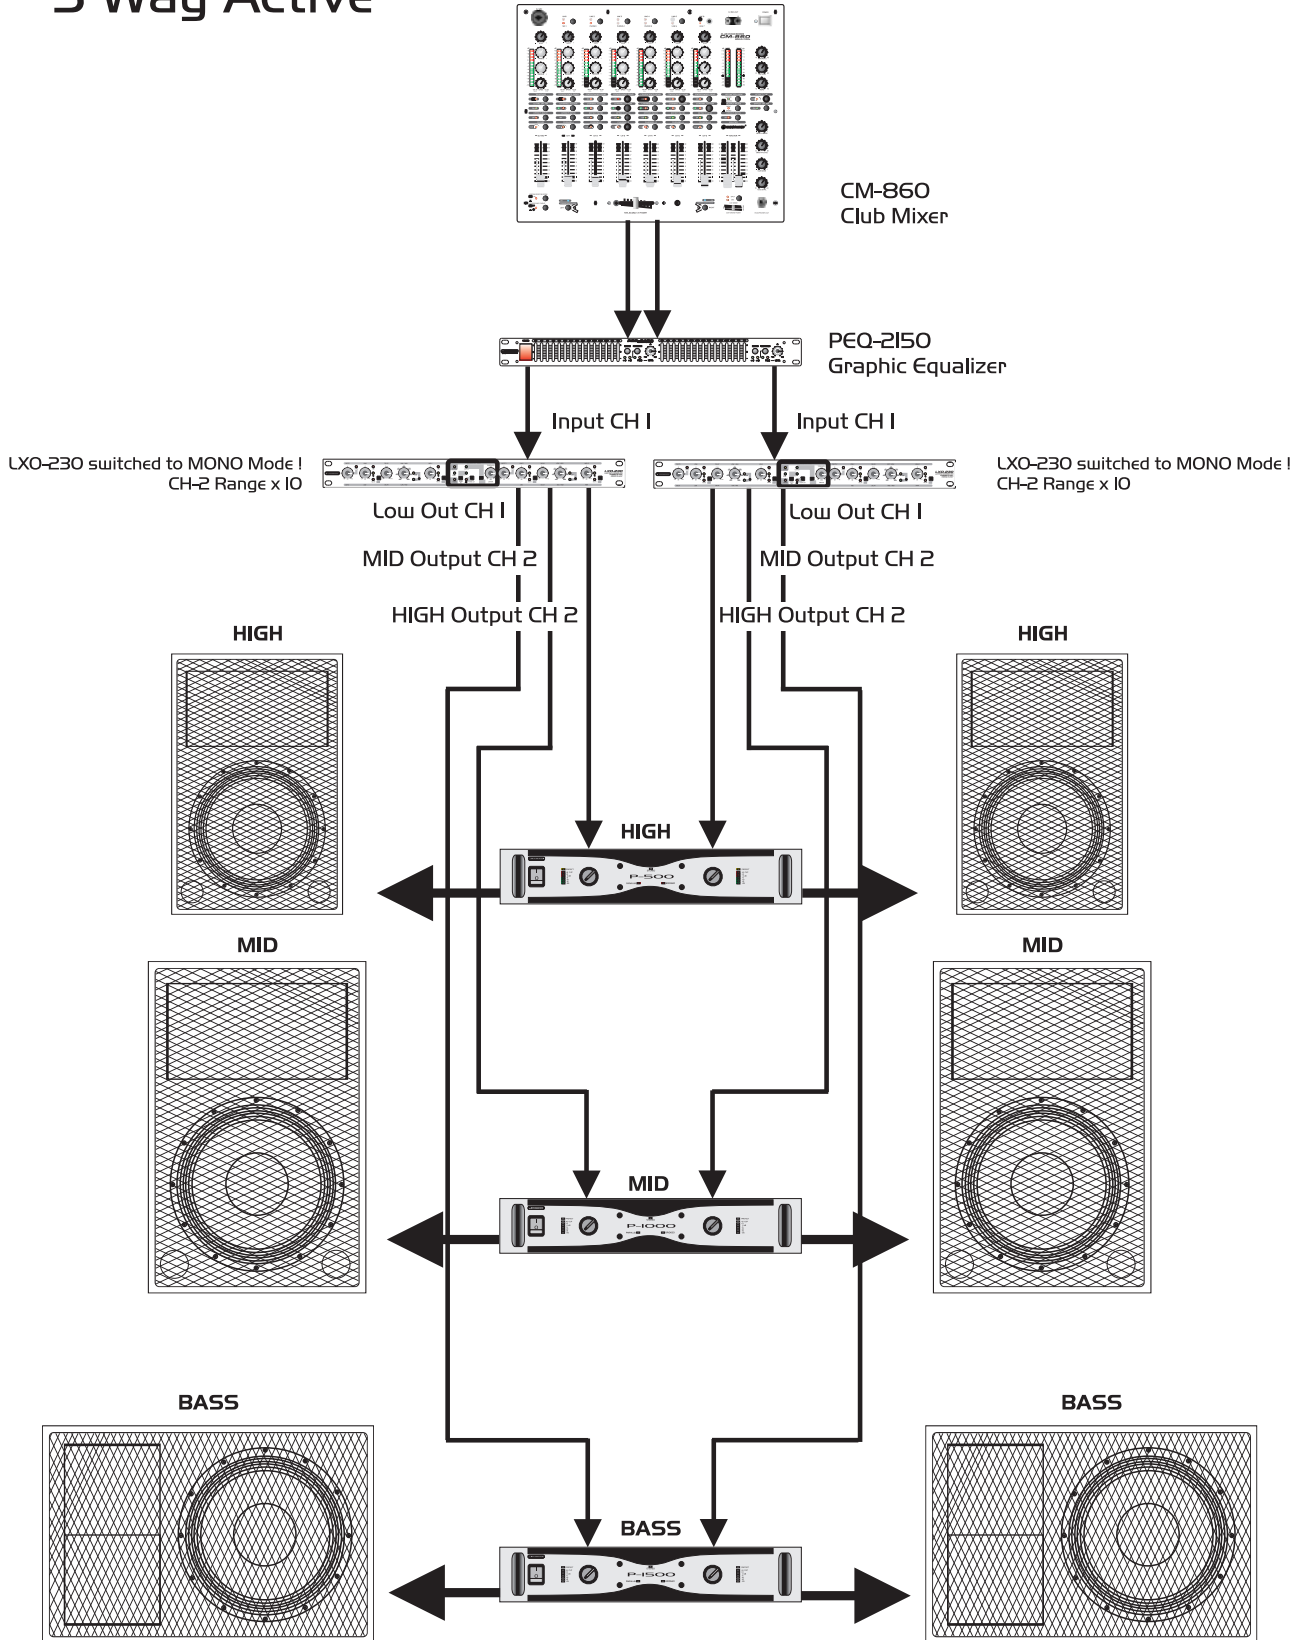 3 Way Active
CM-860
CM-860
Club Mixer
PEQ-2150
Graphic Equalizer
Input CH 1
Input CH 1
LXO-230 switched to MONO Mode !
CH-2 Range x 10
LXO-230 switched to MONO Mode !
CH-2 Range x 10
Low Out CH 1
Low Out CH 1
MID Output CH 2
MID Output CH 2
HIGH Output CH 2
HIGH Output CH 2
HIGH
HIGH
HIGH
P-500
MID
MID
MID
P-1000
BASS
BASS
BASS
P-1500